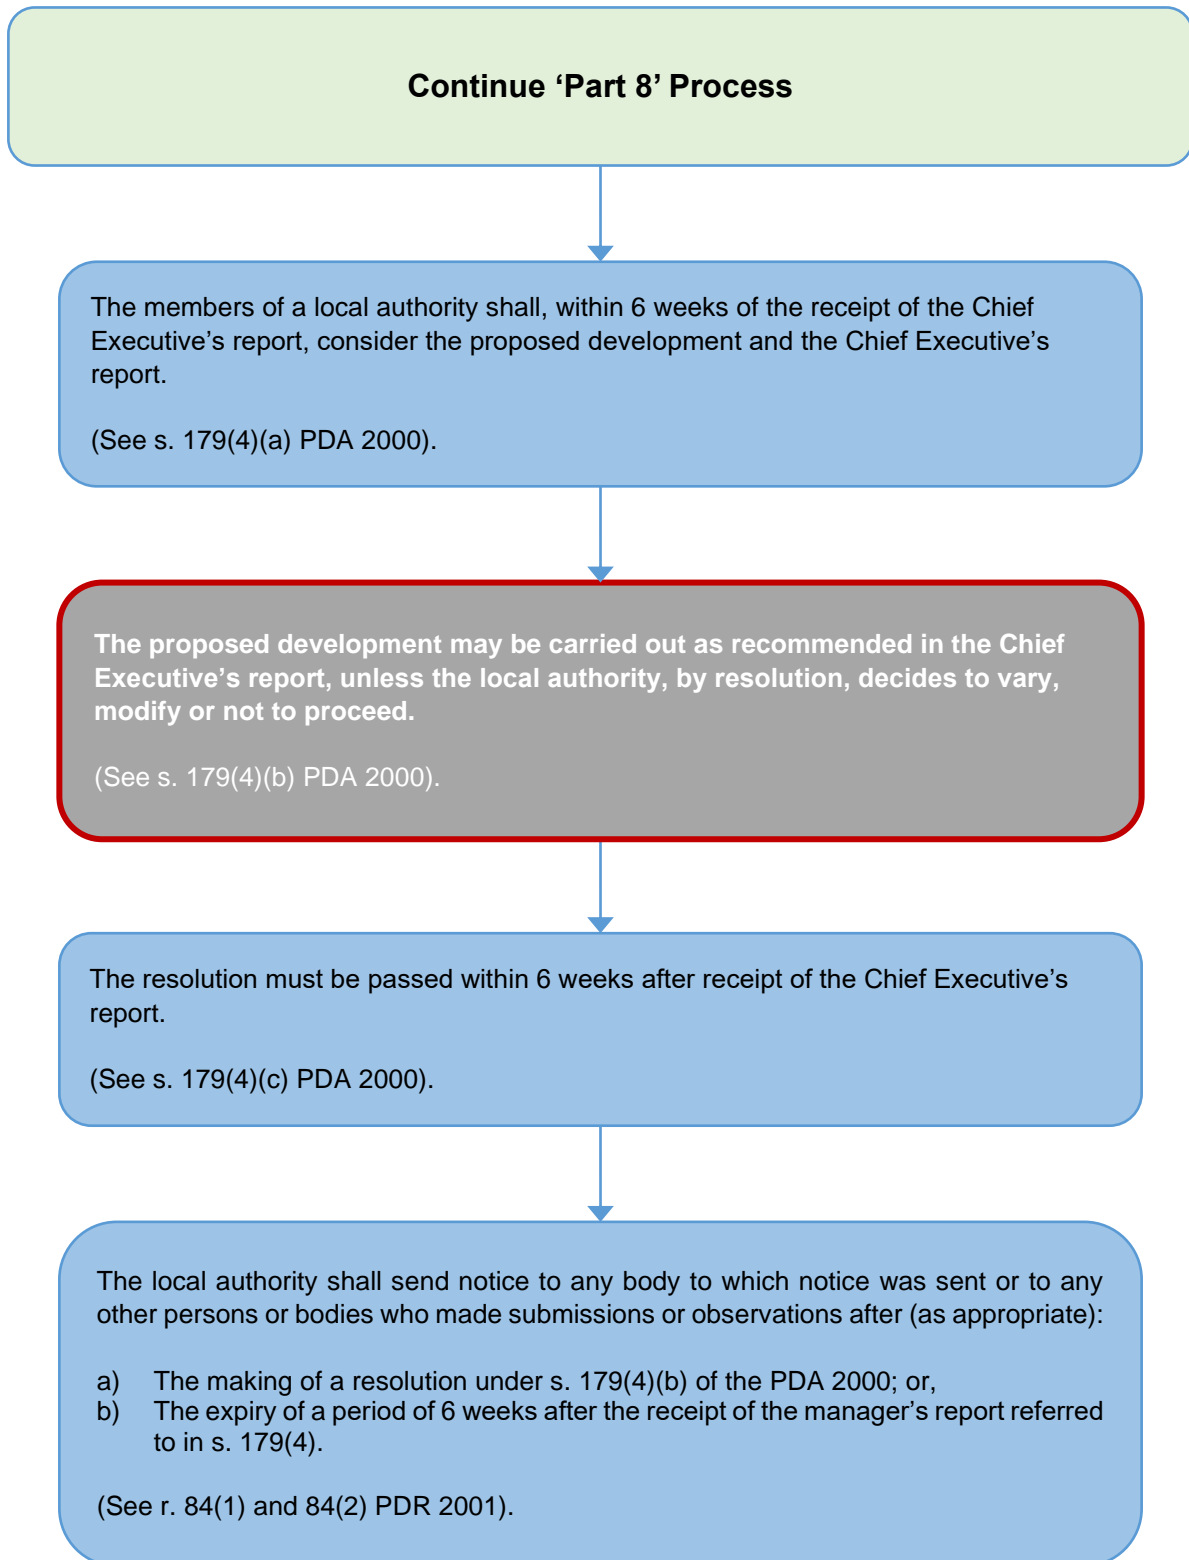 Continue ‘Part 8’ Process
The members of a local authority shall, within 6 weeks of the receipt of the Chief
Executive’s report, consider the proposed development and the Chief Executive’s
report.
(See s. 179(4)(a) PDA 2000).
The proposed development may be carried out as recommended in the Chief
Executive’s report, unless the local authority, by resolution, decides to vary,
modify or not to proceed.
(See s. 179(4)(b) PDA 2000).
The resolution must be passed within 6 weeks after receipt of the Chief Executive’s
report.
(See s. 179(4)(c) PDA 2000).
The local authority shall send notice to any body to which notice was sent or to any
other persons or bodies who made submissions or observations after (as appropriate):
a) The making of a resolution under s. 179(4)(b) of the PDA 2000; or,
b) The expiry of a period of 6 weeks after the receipt of the manager’s report referred
to in s. 179(4).
(See r. 84(1) and 84(2) PDR 2001).